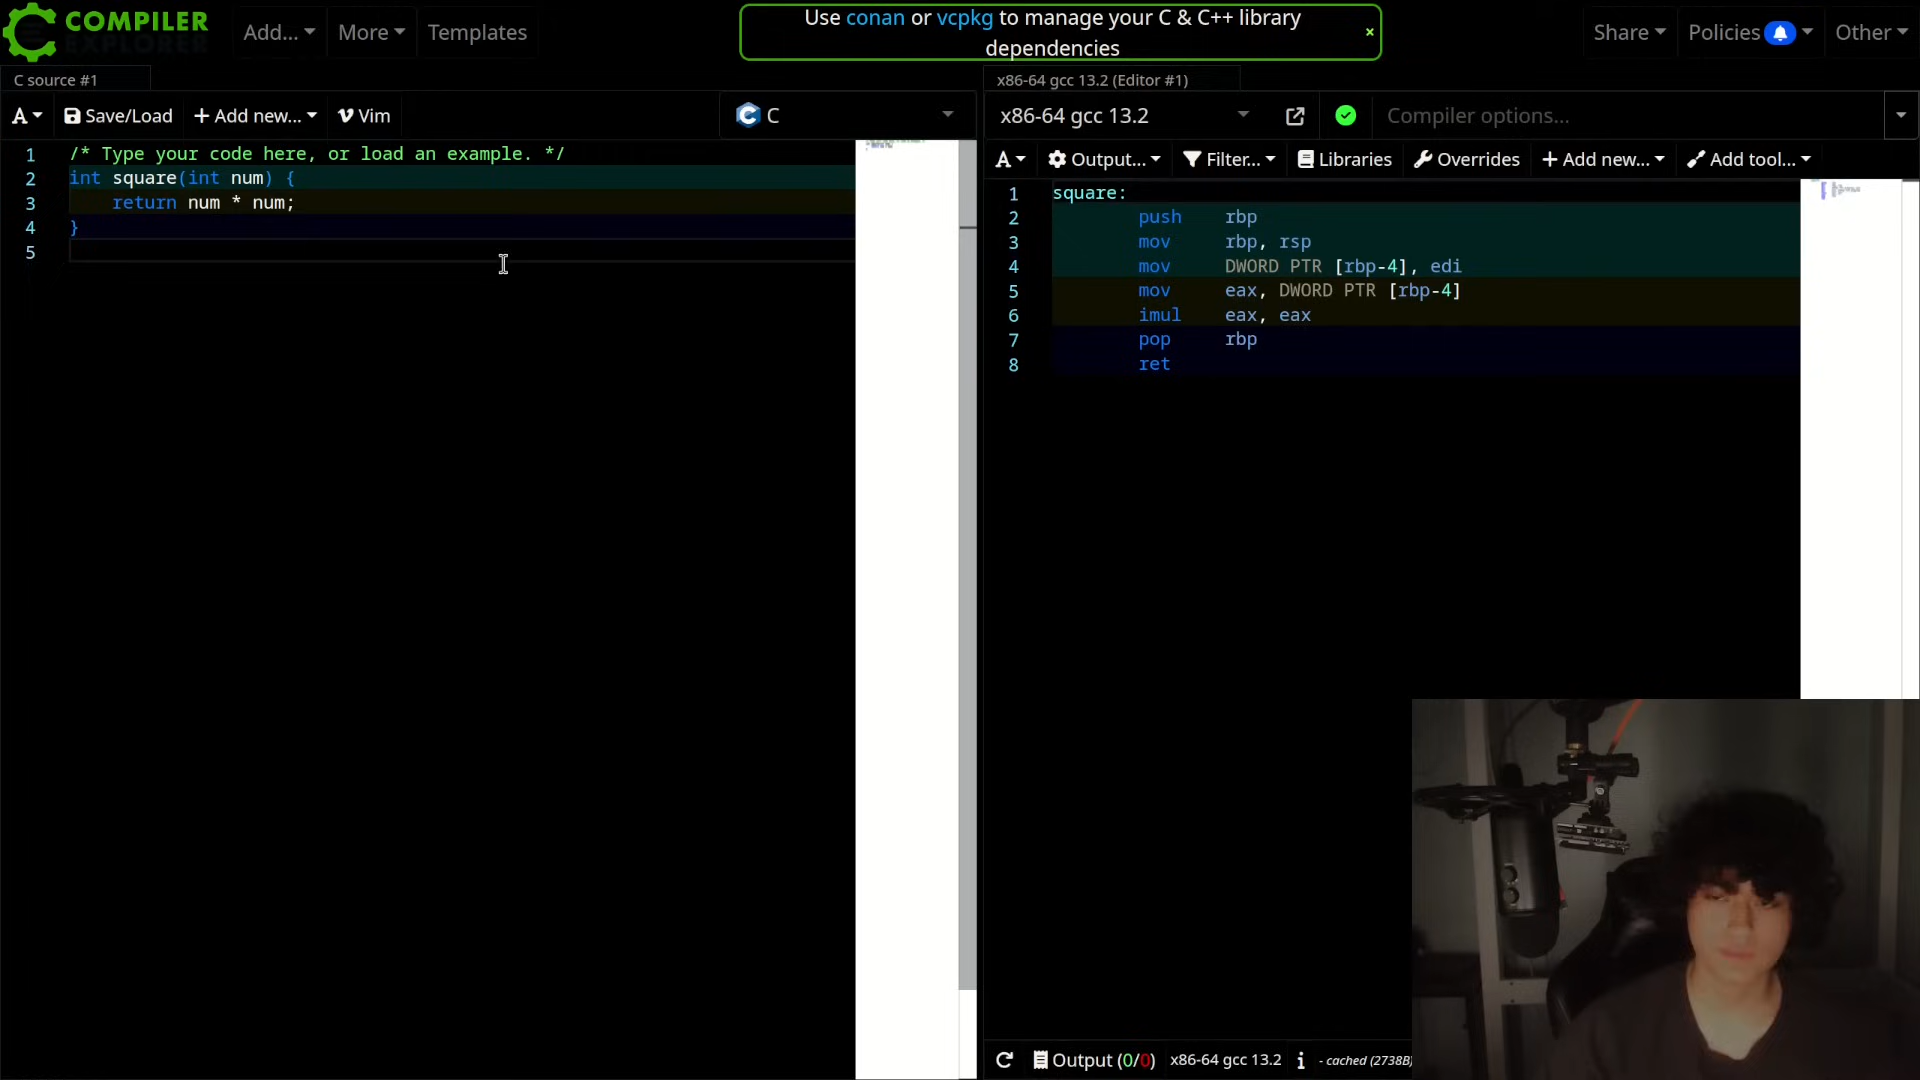 COMPILER
EXPLORER
Add...
More
Templates
Use conan or vcpkg to manage your C & C++ library
dependencies
×
Share
Policies
Other
C source #1
A
Save/Load
+ Add new...
Vim
C
1 /* Type your code here, or load an example. */
2 int square(int num) {
3 return num * num;
4 }
5
x86-64 gcc 13.2 (Editor #1)
x86-64 gcc 13.2
Compiler options...
A
Output...
Filter...
Libraries
Overrides
+ Add new...
Add tool...
1 square:
2 push rbp
3 mov rbp, rsp
4 mov DWORD PTR [rbp-4], edi
5 mov eax, DWORD PTR [rbp-4]
6 imul eax, eax
7 pop rbp
8 ret
Output (0/0)
x86-64 gcc 13.2
i
- cached (2738B)